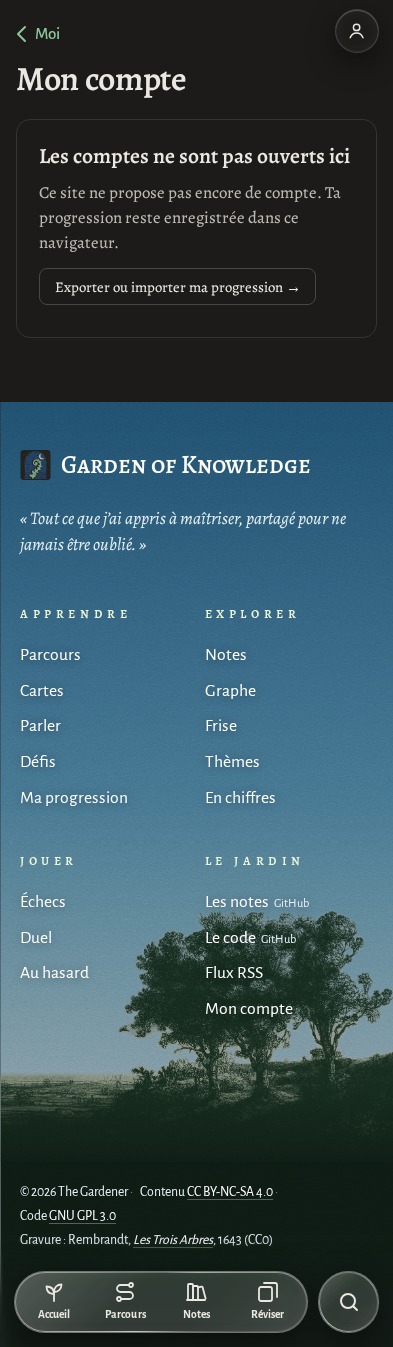 Moi
Mon compte
Les comptes ne sont pas ouverts ici
Ce site ne propose pas encore de compte. Ta
progression reste enregistrée dans ce
navigateur.
Exporter ou importer ma progression →
Garden of Knowledge
« Tout ce que j'ai appris à maîtriser, partagé pour ne
jamais être oublié. »
APPRENDRE
Parcours
Cartes
Parler
Défis
Ma progression
EXPLORER
Notes
Graphe
Frise
Thèmes
En chiffres
JOUER
Échecs
Duel
Au hasard
LE JARDIN
Les notes GitHub
Le code GitHub
Flux RSS
Mon compte
© 2026 The Gardener · Contenu CC BY-NC-SA 4.0 ·
Code GNU GPL 3.0
Gravure : Rembrandt, Les Trois Arbres, 1643 (CC0)
Accueil
Parcours
Notes
Réviser